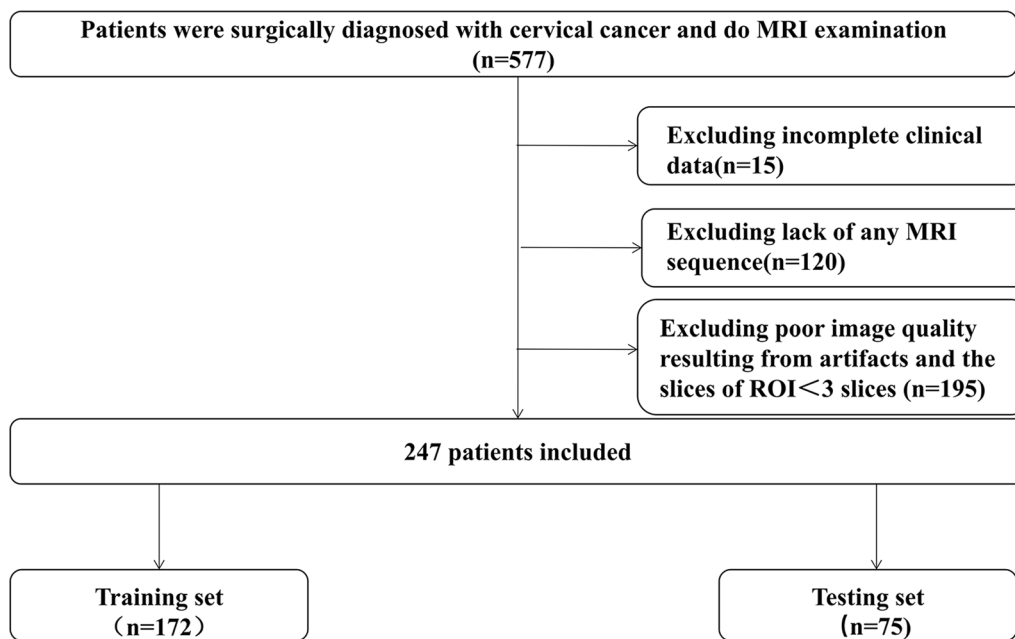 Patients were surgically diagnosed with cervical cancer and do MRI examination
(n=577)
Excluding incomplete clinical
data(n=15)
Excluding lack of any MRI
sequence(n=120)
Excluding poor image quality
resulting from artifacts and the
slices of ROI＜3 slices (n=195)
247 patients included
Training set
（n=172）
Testing set
（n=75)